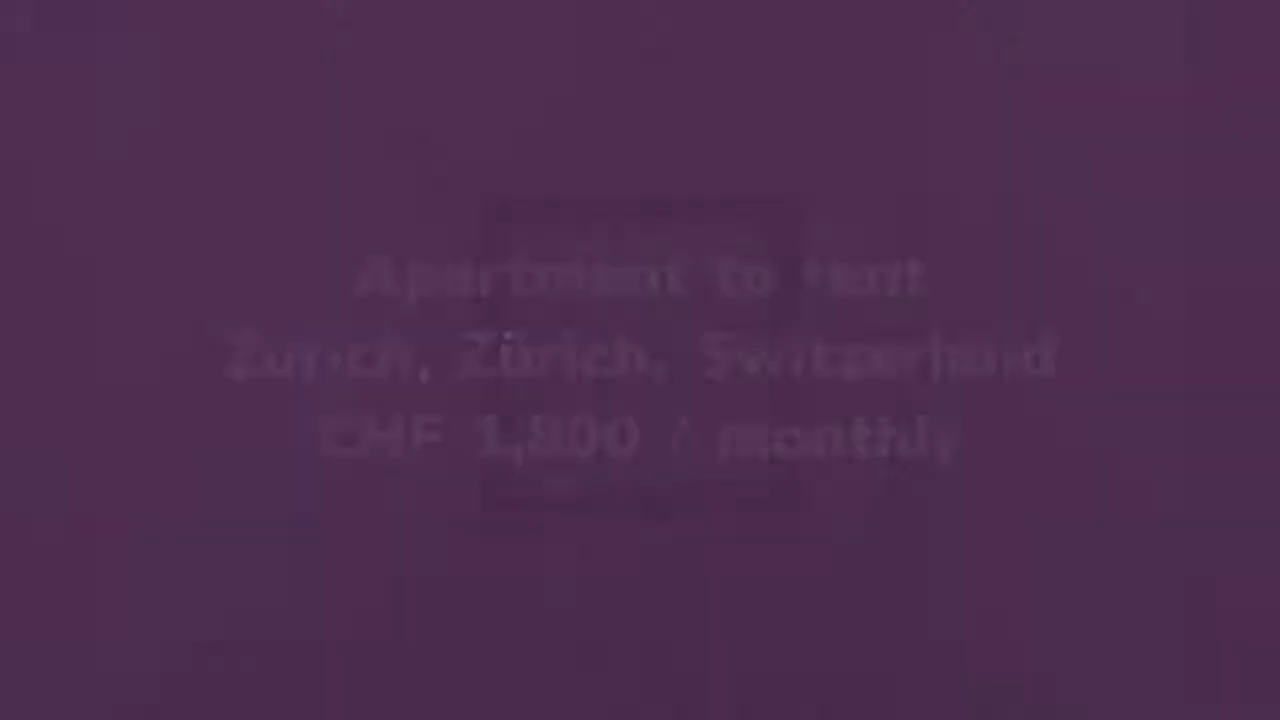 Apartment to rent
Zurich, Zürich, Switzerland
CHF 1,800 / monthly